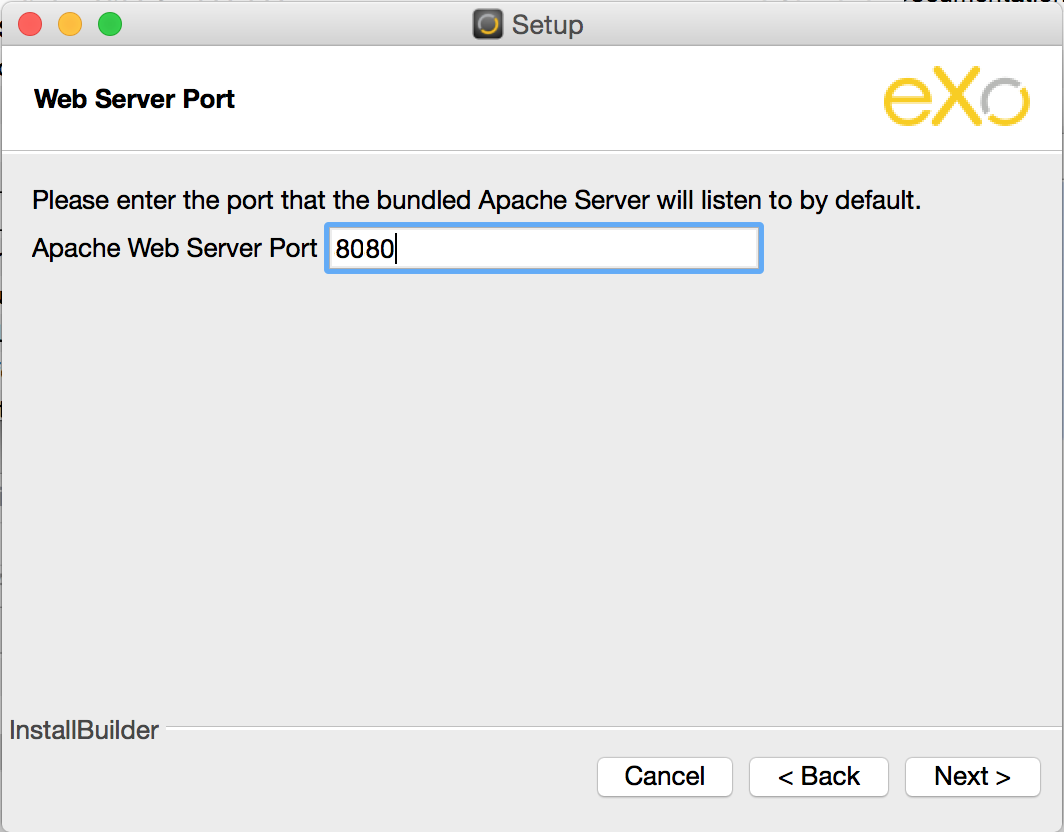 Setup
Web Server Port
eXo
Please enter the port that the bundled Apache Server will listen to by default.
Apache Web Server Port 8080
InstallBuilder
Cancel
< Back
Next >